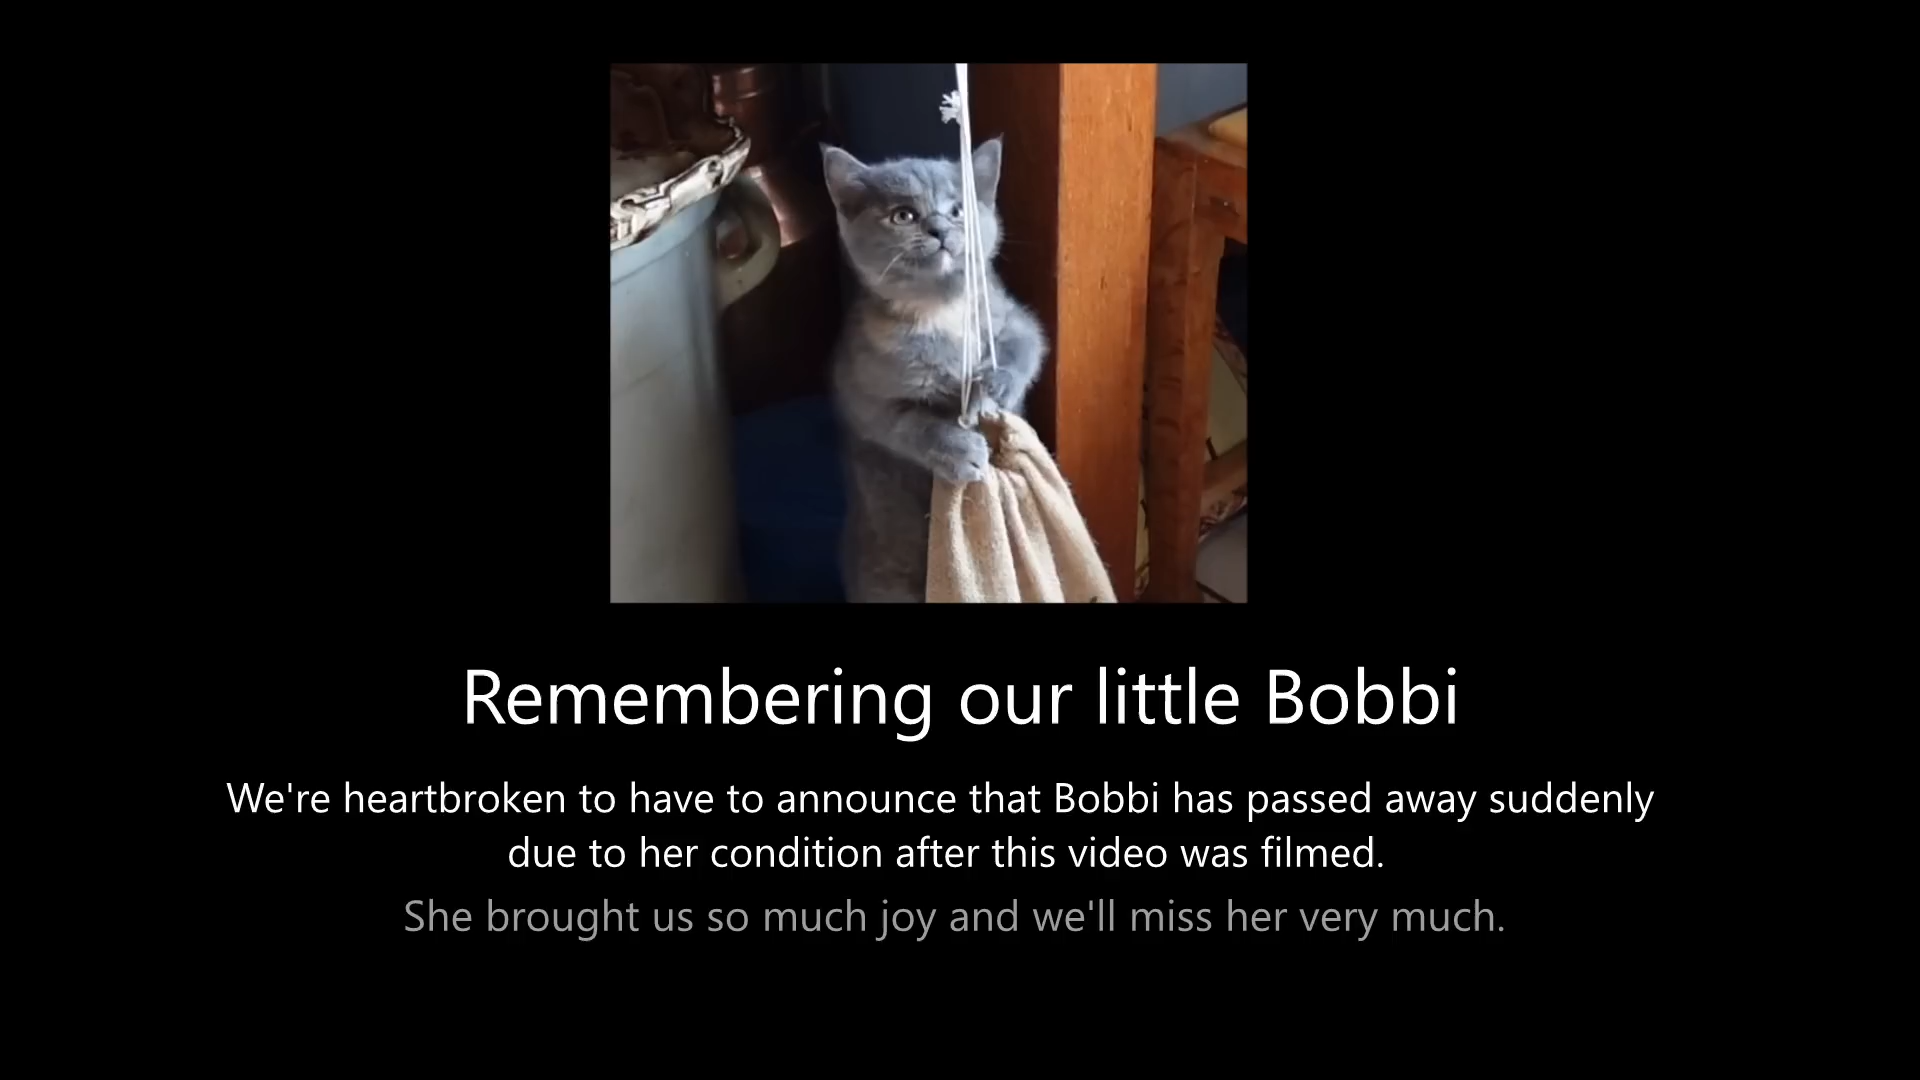 Remembering our little Bobbi
We're heartbroken to have to announce that Bobbi has passed away suddenly
due to her condition after this video was filmed.
She brought us so much joy and we'll miss her very much.